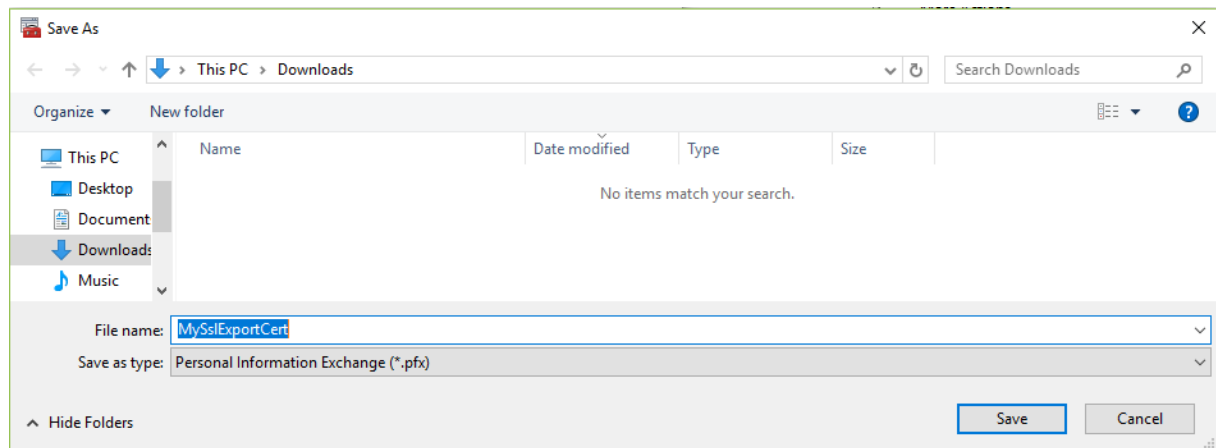 Save As
This PC > Downloads
Search Downloads
Organize
New folder
Name
Date modified
Type
Size
No items match your search.
This PC
Desktop
Document
Downloads
Music
File name: MySslExportCert
Save as type: Personal Information Exchange (*.pfx)
Hide Folders
Save
Cancel